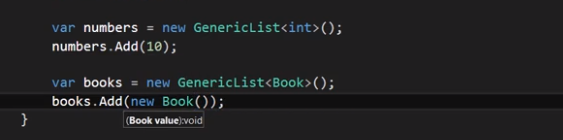 var numbers = new GenericList<int>();
numbers.Add(10);
var books = new GenericList<Book>();
books.Add(new Book());
(Book value):void
}